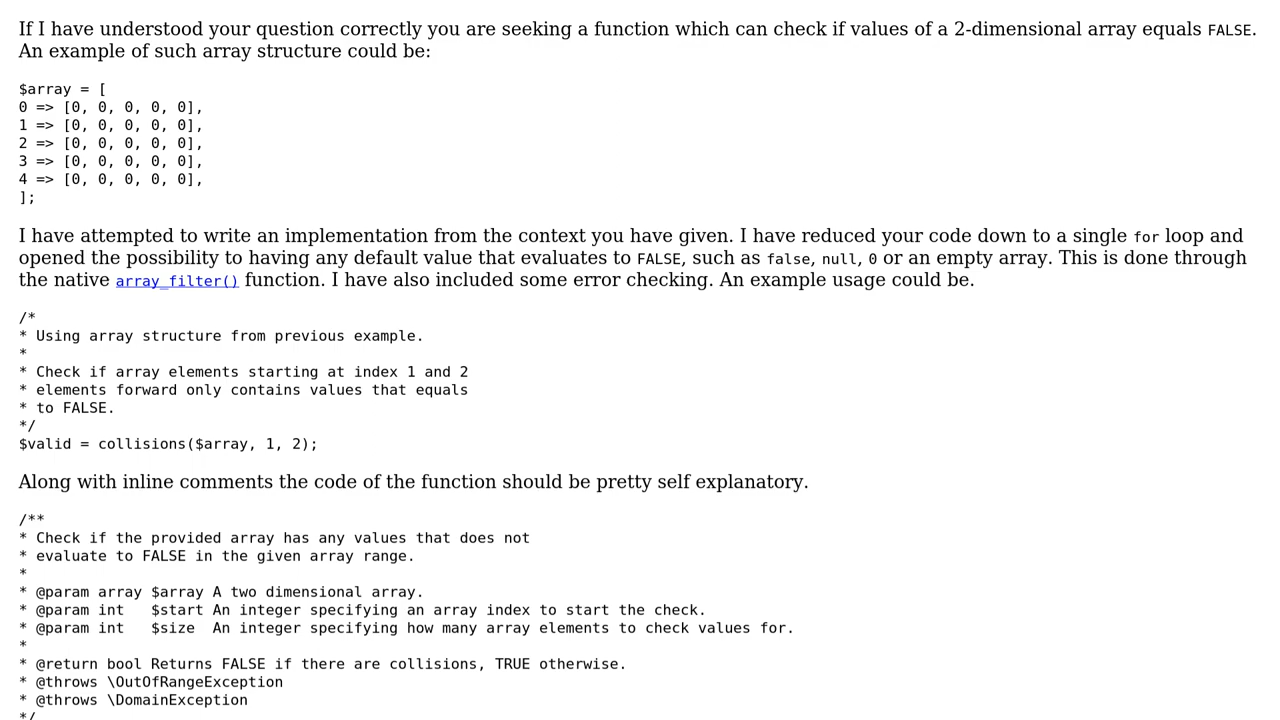 If I have understood your question correctly you are seeking a function which can check if values of a 2-dimensional array equals FALSE.
An example of such array structure could be:
$array = [
0 => [0, 0, 0, 0, 0],
1 => [0, 0, 0, 0, 0],
2 => [0, 0, 0, 0, 0],
3 => [0, 0, 0, 0, 0],
4 => [0, 0, 0, 0, 0],
];
I have attempted to write an implementation from the context you have given. I have reduced your code down to a single for loop and
opened the possibility to having any default value that evaluates to FALSE, such as false, null, 0 or an empty array. This is done through
the native array_filter() function. I have also included some error checking. An example usage could be.
/*
* Using array structure from previous example.
*
* Check if array elements starting at index 1 and 2
* elements forward only contains values that equals
* to FALSE.
*/
$valid = collisions($array, 1, 2);
Along with inline comments the code of the function should be pretty self explanatory.
/**
* Check if the provided array has any values that does not
* evaluate to FALSE in the given array range.
*
* @param array $array A two dimensional array.
* @param int   $start An integer specifying an array index to start the check.
* @param int   $size  An integer specifying how many array elements to check values for.
*
* @return bool Returns FALSE if there are collisions, TRUE otherwise.
* @throws \OutOfRangeException
* @throws \DomainException
*/